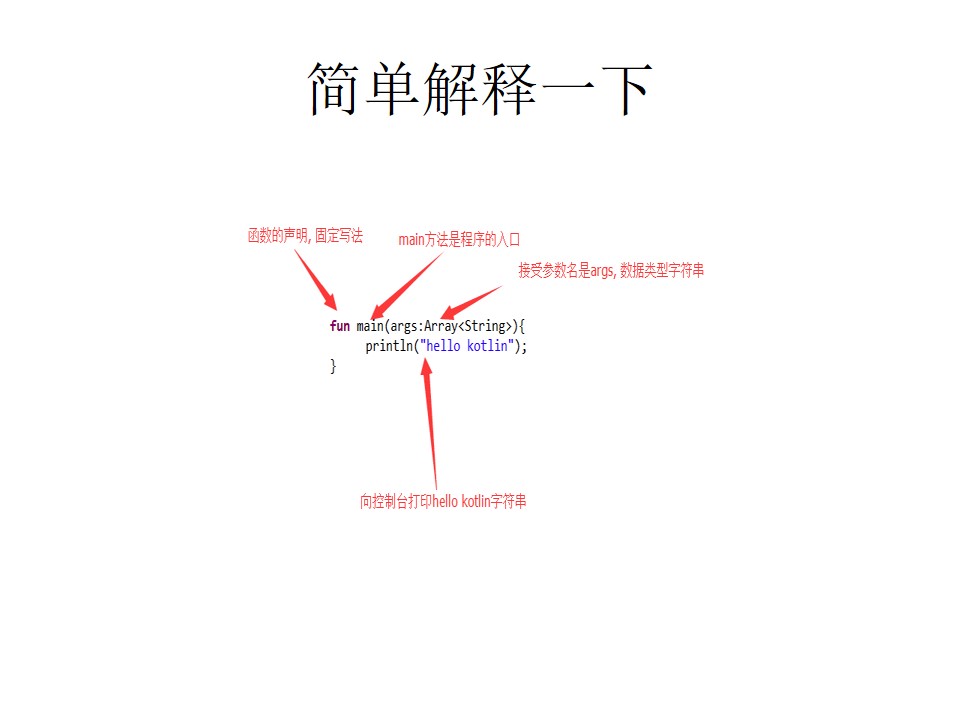 简单解释一下
函数的声明, 固定写法
main方法是程序的入口
接受参数名是args, 数据类型字符串
fun main(args:Array<String>){
println("hello kotlin");
}
向控制台打印hello kotlin字符串